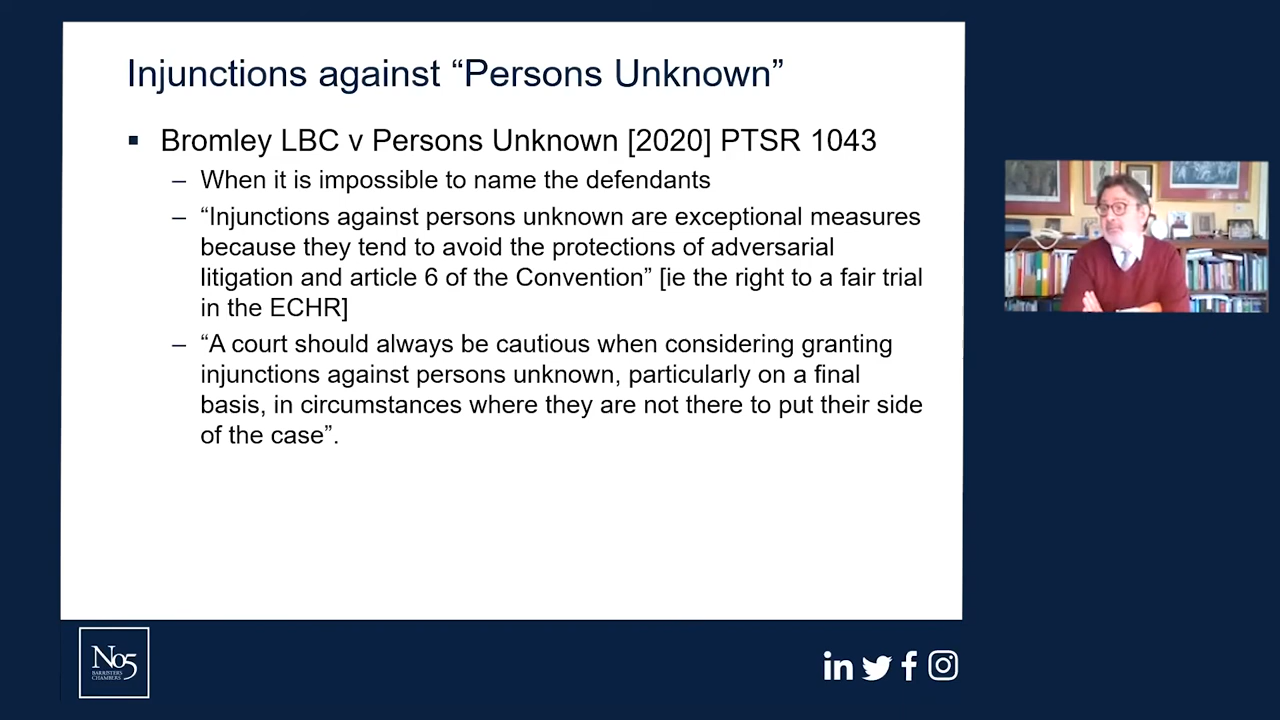 Injunctions against “Persons Unknown”
▪ Bromley LBC v Persons Unknown [2020] PTSR 1043
– When it is impossible to name the defendants
– “Injunctions against persons unknown are exceptional measures
because they tend to avoid the protections of adversarial
litigation and article 6 of the Convention” [ie the right to a fair trial
in the ECHR]
– “A court should always be cautious when considering granting
injunctions against persons unknown, particularly on a final
basis, in circumstances where they are not there to put their side
of the case”.
No5
BARRISTERS
CHAMBERS
in f